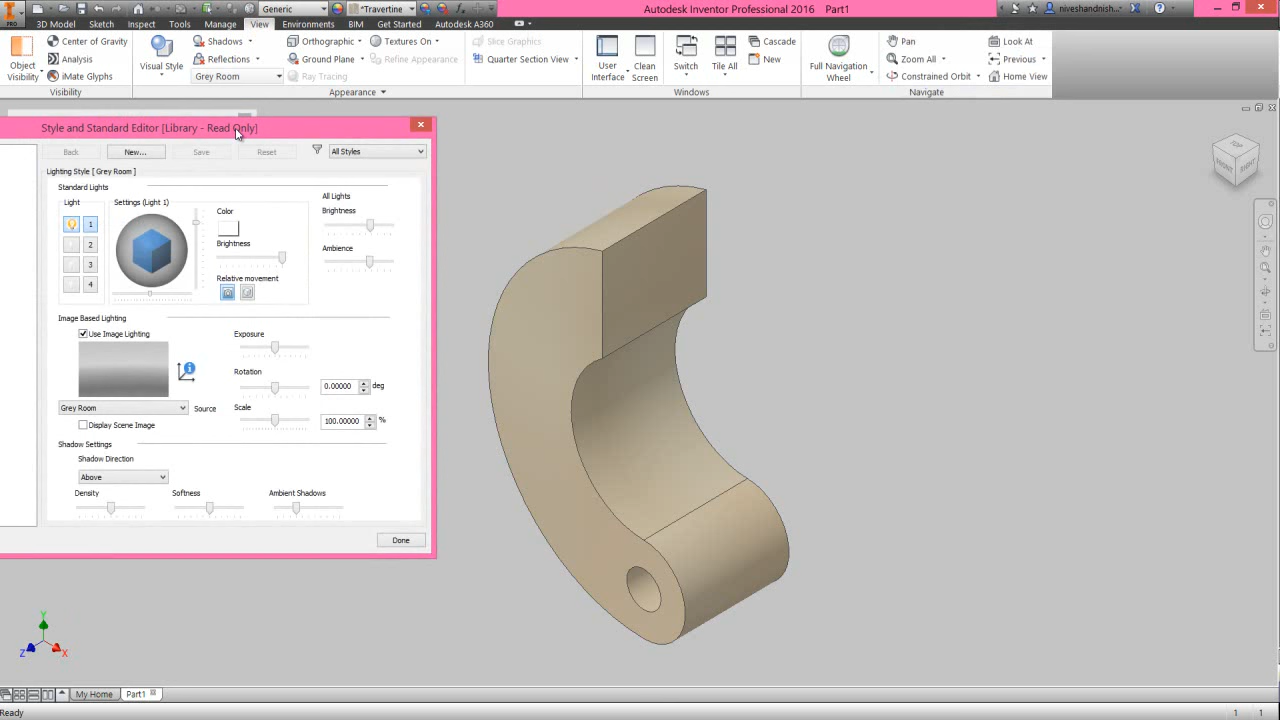 Generic
*Travertine
Autodesk Inventor Professional 2016 Part1
niveshandnish...
PRO
3D Model Sketch Inspect Tools Manage View Environments BIM Get Started Autodesk A360
Object Visibility
Center of Gravity
Analysis
iMate Glyphs
Visibility
Visual Style
Shadows
Reflections
Grey Room
Orthographic
Ground Plane
Ray Tracing
Textures On
Refine Appearance
Appearance
Slice Graphics
Quarter Section View
User Interface
Clean Screen
Switch
Tile All
Cascade
New
Windows
Full Navigation Wheel
Pan
Zoom All
Constrained Orbit
Look At
Previous
Home View
Navigate
Style and Standard Editor [Library - Read Only]
Back New... Save Reset All Styles
Lighting Style [ Grey Room ]
Standard Lights
Light
1
2
3
4
Settings (Light 1)
Color
Brightness
Relative movement
All Lights
Brightness
Ambience
Image Based Lighting
Use Image Lighting
Grey Room Source
Display Scene Image
Exposure
Rotation
0.00000 deg
Scale
100.00000 %
Shadow Settings
Shadow Direction
Above
Density Softness Ambient Shadows
Done
TOP
FRONT
RIGHT
Y
Z
X
My Home Part1
Ready 1 1